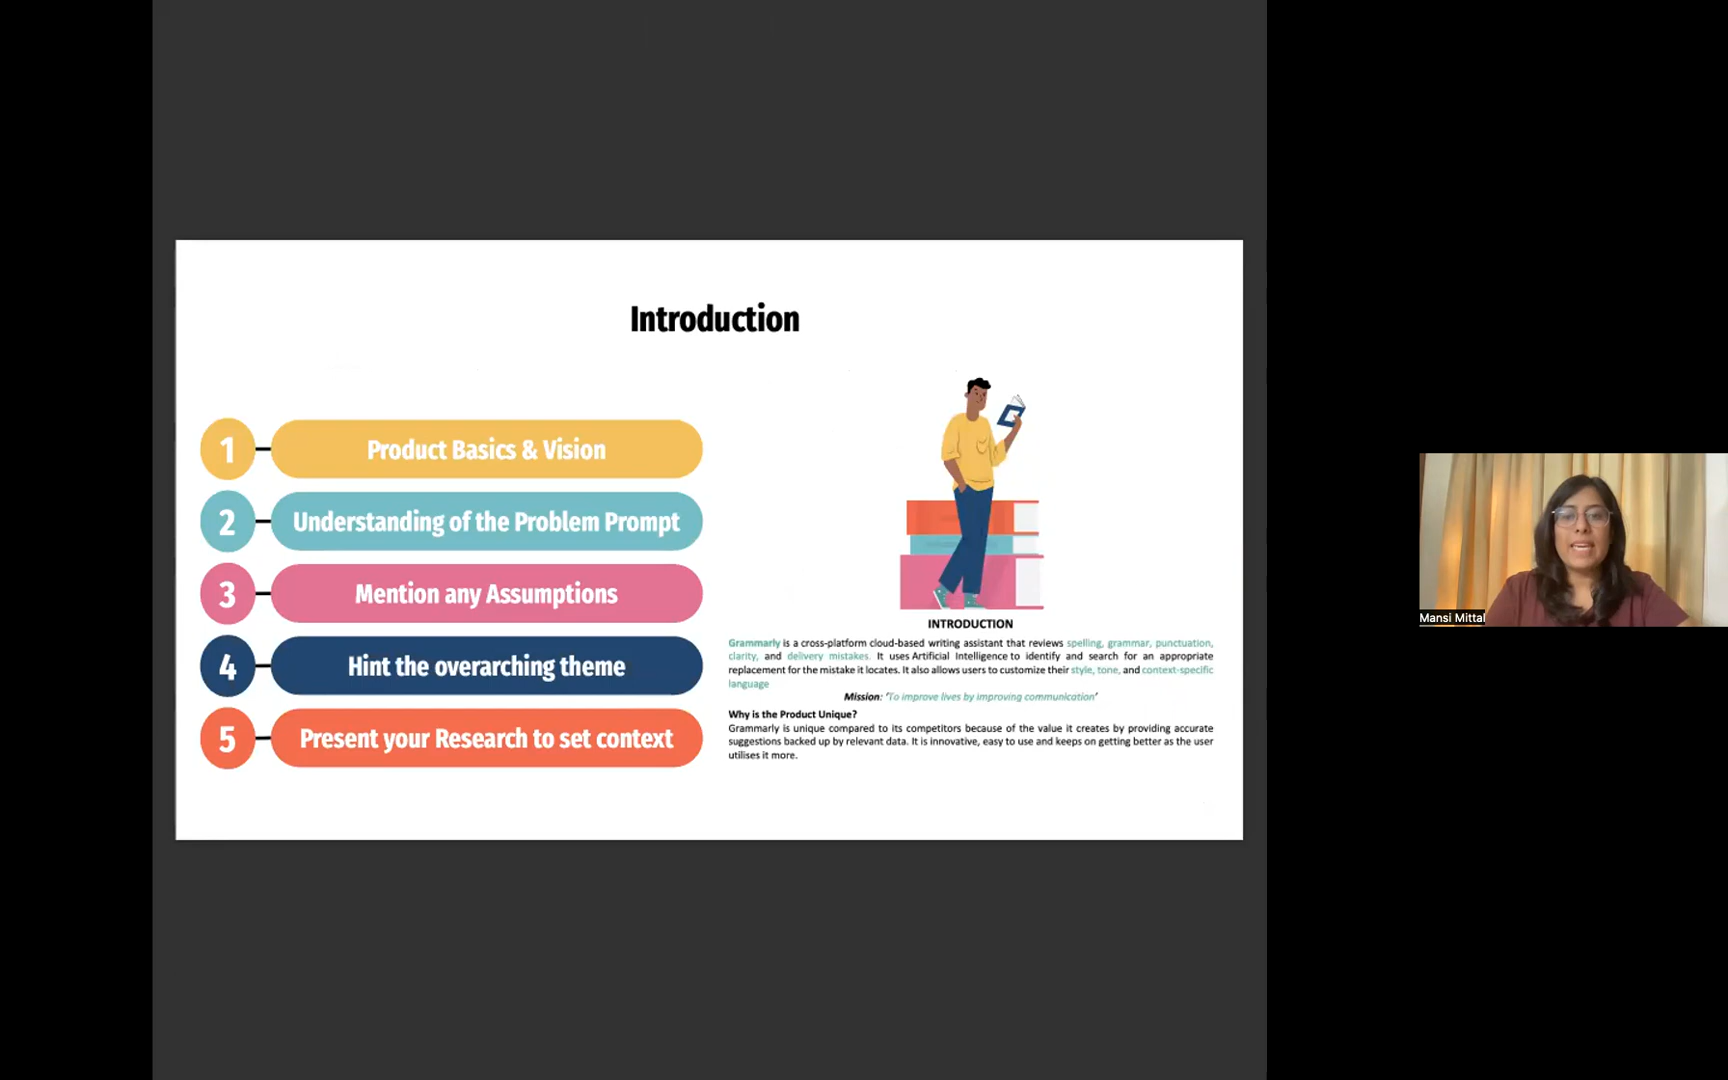 Introduction
1 Product Basics & Vision
2 Understanding of the Problem Prompt
3 Mention any Assumptions
4 Hint the overarching theme
5 Present your Research to set context
INTRODUCTION
Grammarly is a cross-platform cloud-based writing assistant that reviews spelling, grammar, punctuation,
clarity, and delivery mistakes. It uses Artificial Intelligence to identify and search for an appropriate
replacement for the mistake it locates. It also allows users to customize their style, tone, and context-specific
language
Mission: 'To improve lives by improving communication'
Why is the Product Unique?
Grammarly is unique compared to its competitors because of the value it creates by providing accurate
suggestions backed up by relevant data. It is innovative, easy to use and keeps on getting better as the user
utilises it more.
Mansi Mittal